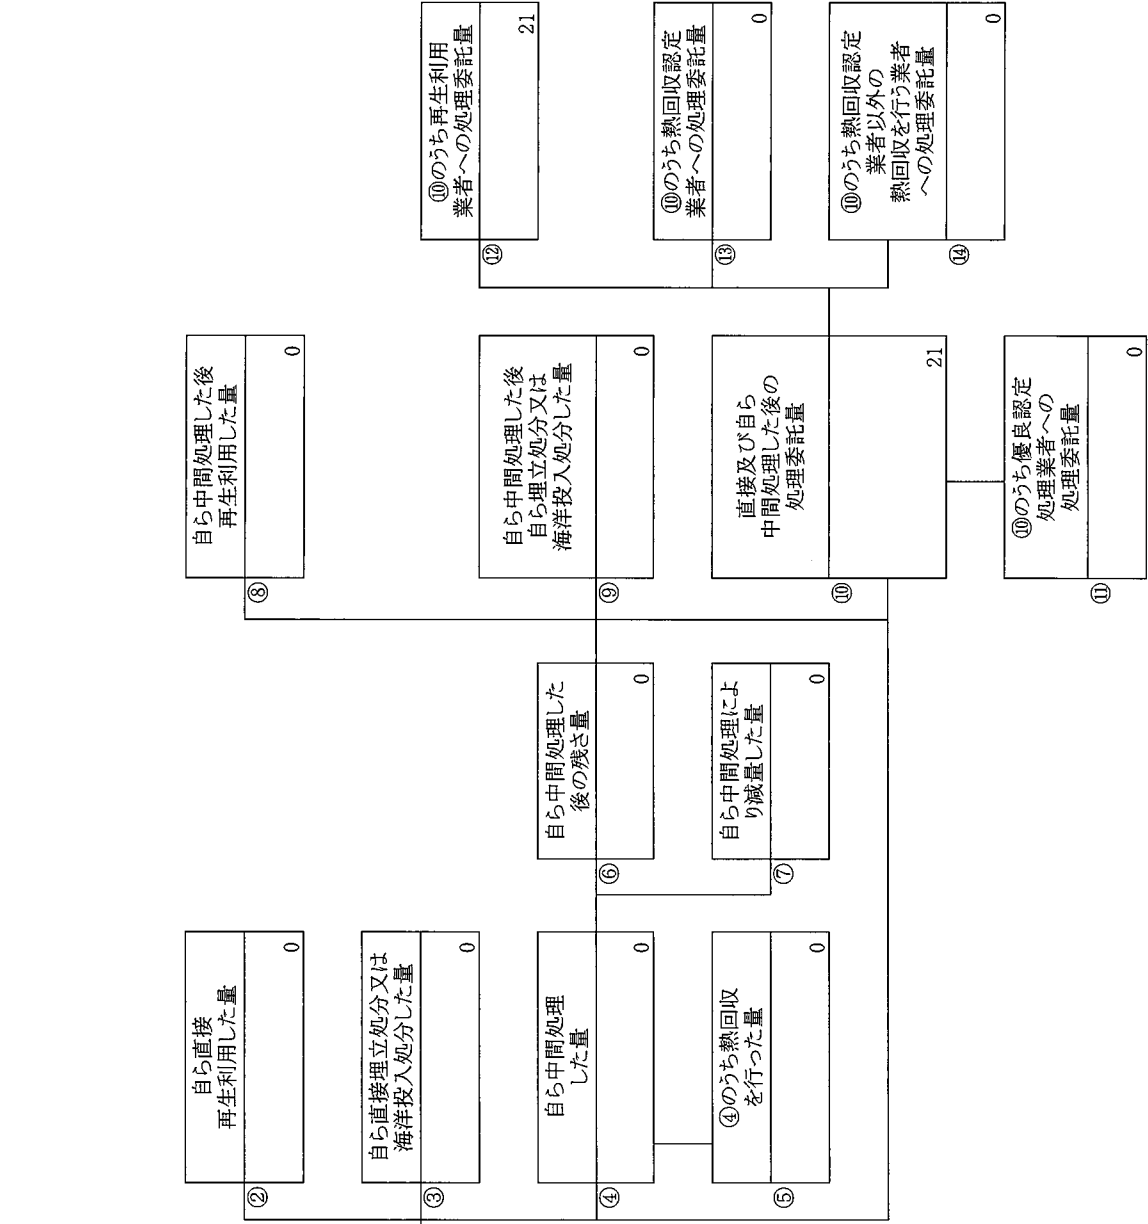 ②
自ら直接
再生利用した量
0
③
自ら直接埋立処分又は
海洋投入処分した量
0
④
自ら中間処理
した量
0
⑤
④のうち熱回収
を行った量
0
⑥
自ら中間処理した
後の残さ量
0
⑦
自ら中間処理によ
り減量した量
0
⑧
自ら中間処理した後
再生利用した量
0
⑨
自ら中間処理した後
自ら埋立処分又は
海洋投入処分した量
0
⑩
直接及び自ら
中間処理した後の
処理委託量
21
⑪
⑩のうち優良認定
処理業者への
処理委託量
0
⑫
⑩のうち再生利用
業者への処理委託量
21
⑬
⑩のうち熱回収認定
業者への処理委託量
0
⑭
⑩のうち熱回収認定
業者以外の
熱回収を行う業者
への処理委託量
0